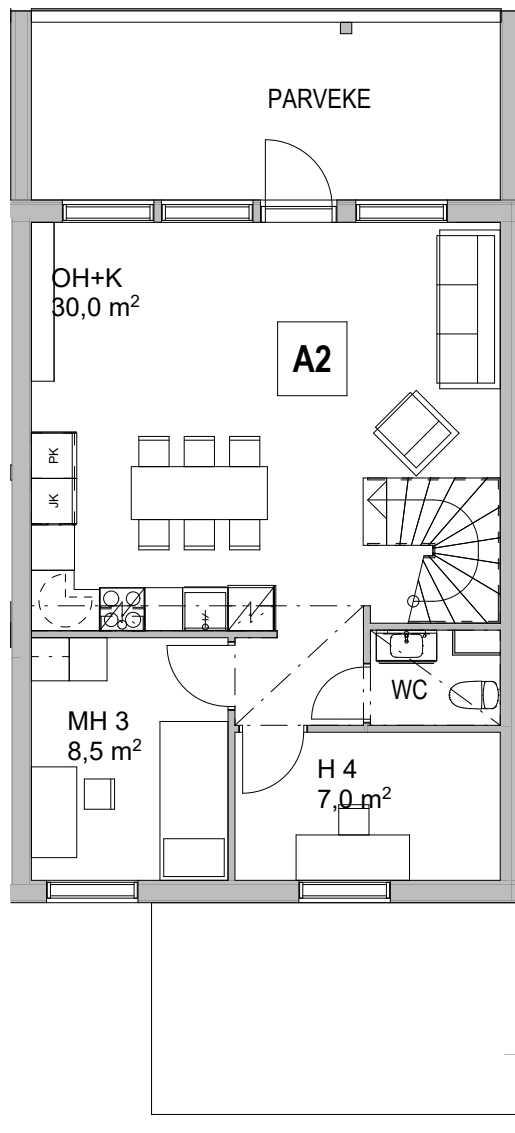 PARVEKE
OH+K
30,0 m²
A2
PK
JK
MH 3
8,5 m²
WC
H 4
7,0 m²